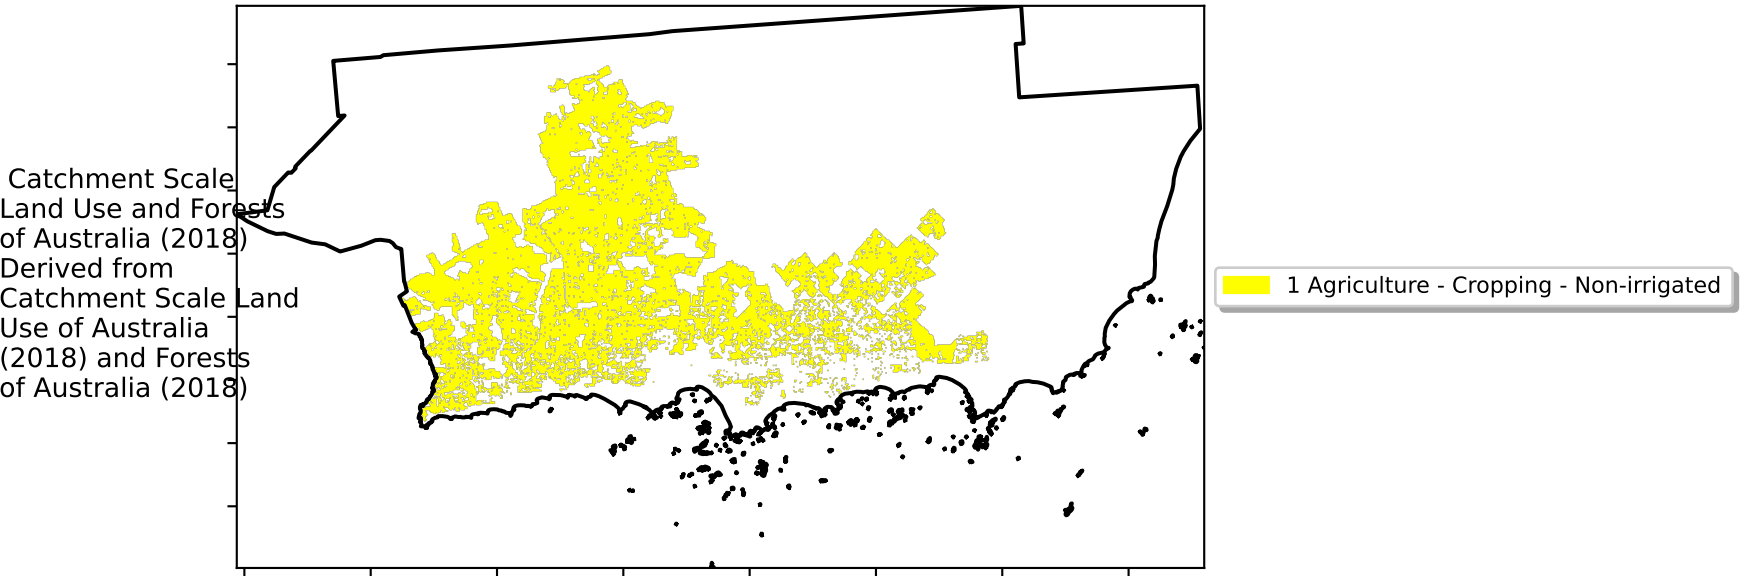 Catchment Scale
Land Use and Forests
of Australia (2018)
Derived from
Catchment Scale Land
Use of Australia
(2018) and Forests
of Australia (2018)
1 Agriculture - Cropping - Non-irrigated